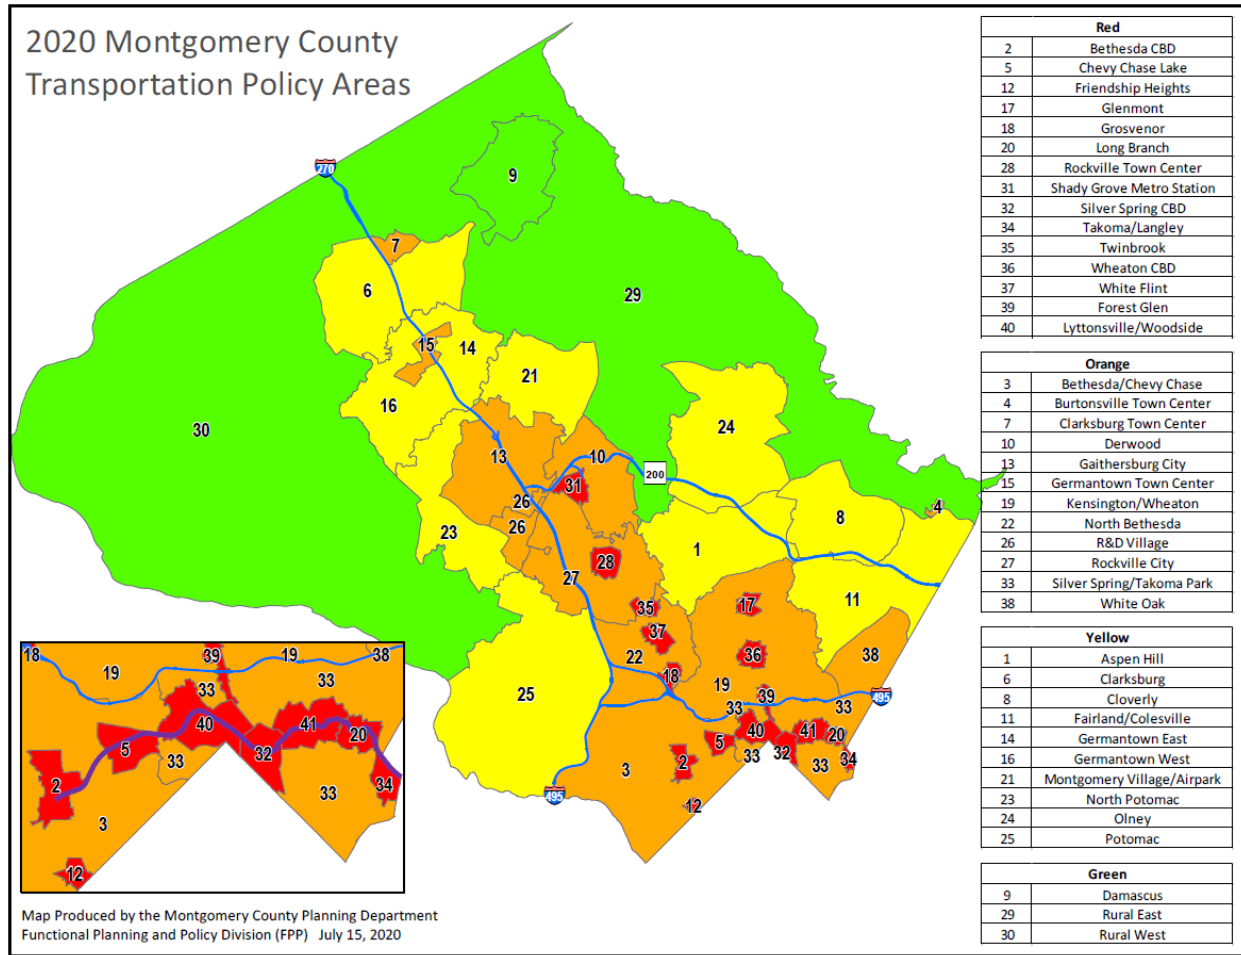 2020 Montgomery County
Transportation Policy Areas
270
9
7
6
29
15
14
21
16
30
24
13
10
200
31
26
4
26
8
23
1
28
27
11
35
17
37
36
22
38
18
19
39
495
25
33
33
40
41
20
5
32
2
33
34
3
33
495
12
18
39
19
38
19
33
33
40
41
5
20
32
33
2
34
33
3
12
Map Produced by the Montgomery County Planning Department
Functional Planning and Policy Division (FPP) July 15, 2020
Red
2 Bethesda CBD
5 Chevy Chase Lake
12 Friendship Heights
17 Glenmont
18 Grosvenor
20 Long Branch
28 Rockville Town Center
31 Shady Grove Metro Station
32 Silver Spring CBD
34 Takoma/Langley
35 Twinbrook
36 Wheaton CBD
37 White Flint
39 Forest Glen
40 Lyttonsville/Woodside
Orange
3 Bethesda/Chevy Chase
4 Burtonsville Town Center
7 Clarksburg Town Center
10 Derwood
13 Gaithersburg City
15 Germantown Town Center
19 Kensington/Wheaton
22 North Bethesda
26 R&D Village
27 Rockville City
33 Silver Spring/Takoma Park
38 White Oak
Yellow
1 Aspen Hill
6 Clarksburg
8 Cloverly
11 Fairland/Colesville
14 Germantown East
16 Germantown West
21 Montgomery Village/Airpark
23 North Potomac
24 Olney
25 Potomac
Green
9 Damascus
29 Rural East
30 Rural West